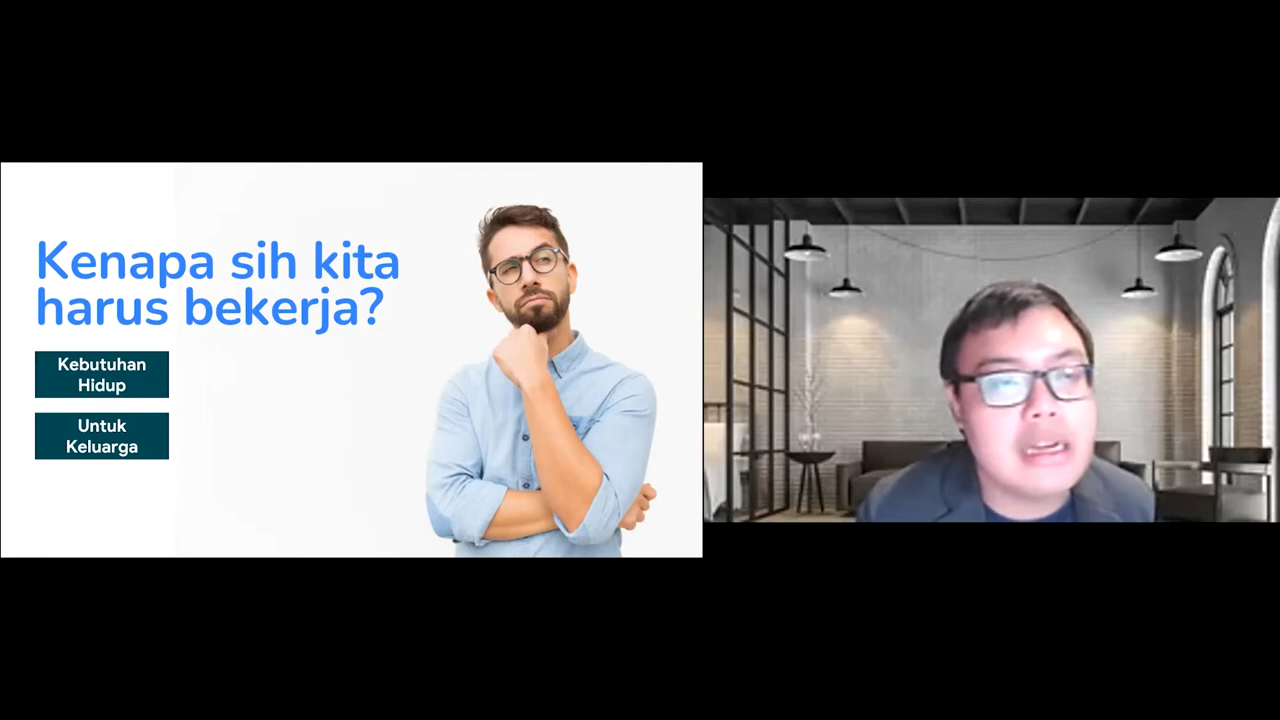 Kenapa sih kita
harus bekerja?
Kebutuhan
Hidup
Untuk
Keluarga